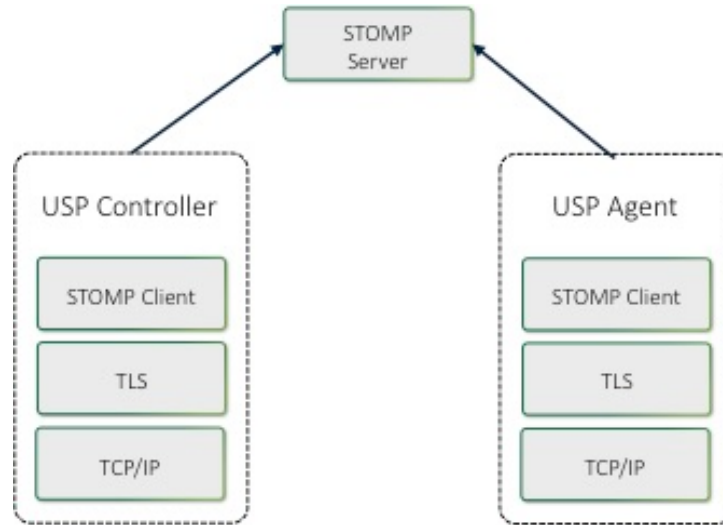 STOMP
Server
USP Controller
STOMP Client
TLS
TCP/IP
USP Agent
STOMP Client
TLS
TCP/IP